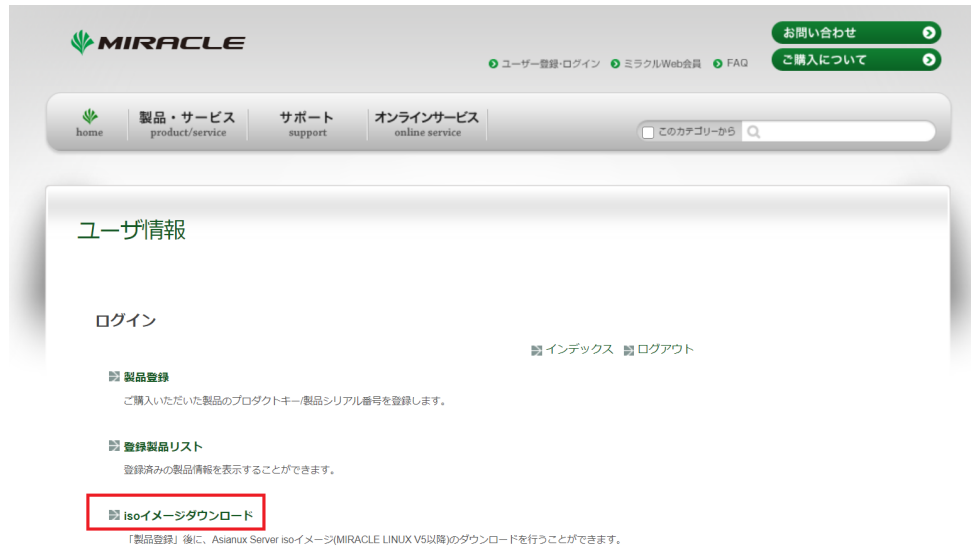 MIRACLE
お問い合わせ
ユーザー登録・ログイン ミラクルWeb会員 FAQ
ご購入について
home
製品・サービス
product/service
サポート
support
オンラインサービス
online service
このカテゴリーから
ユーザ情報
ログイン
インデックス ログアウト
製品登録
ご購入いただいた製品のプロダクトキー/製品シリアル番号を登録します。
登録製品リスト
登録済みの製品情報を表示することができます。
isoイメージダウンロード
「製品登録」後に、Asianux Server isoイメージ(MIRACLE LINUX V5以降)のダウンロードを行うことができます。